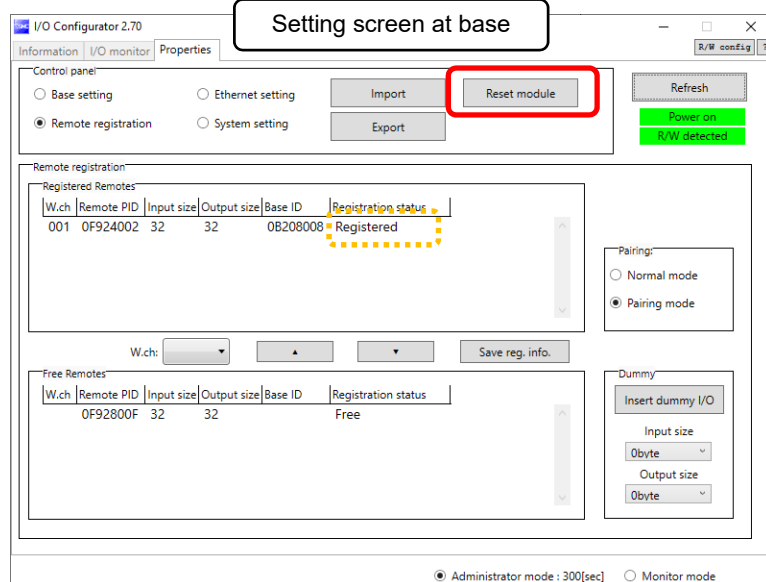 Setting screen at base
I/O Configurator 2.70
Information I/O monitor Properties R/W config ?
Control panel
Base setting Ethernet setting Import Reset module Refresh
Remote registration System setting Export Power on
R/W detected
Remote registration
Registered Remotes
W.ch Remote PID Input size Output size Base ID Registration status
001 0F924002 32 32 0B208008 Registered
Pairing:
Normal mode
Pairing mode
W.ch: ▲ ▼ Save reg. info.
Free Remotes
W.ch Remote PID Input size Output size Base ID Registration status
0F92800F 32 32 Free
Dummy
Insert dummy I/O
Input size
0byte
Output size
0byte
Administrator mode : 300[sec] Monitor mode